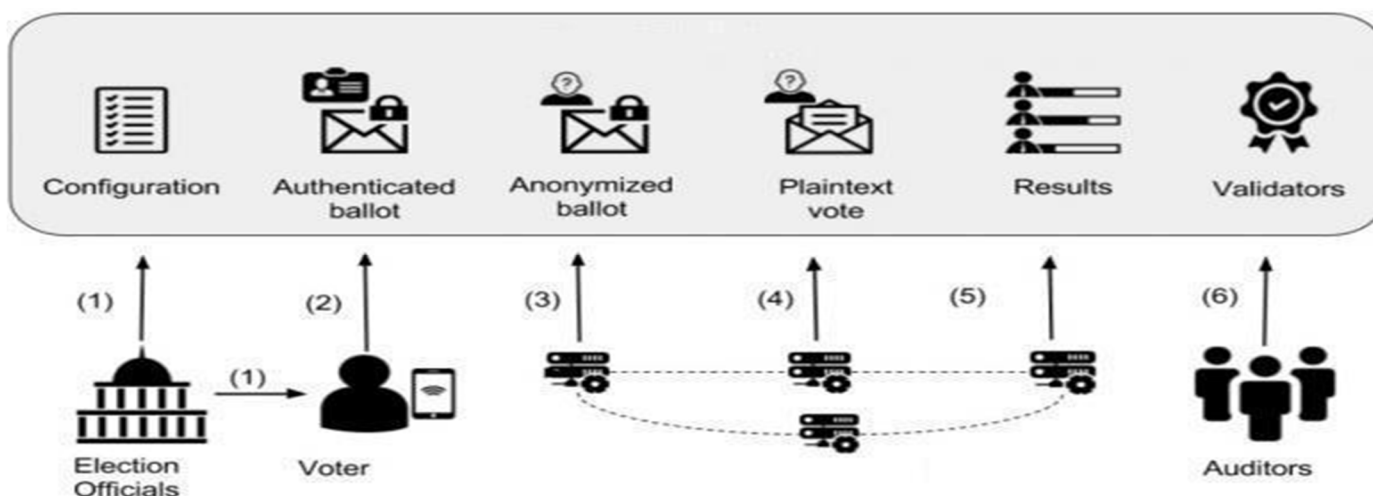 Configuration
Authenticated
ballot
Anonymized
ballot
Plaintext
vote
Results
Validators
(1)
(2)
(3)
(4)
(5)
(6)
(1)
Election
Officials
Voter
Auditors
?
?